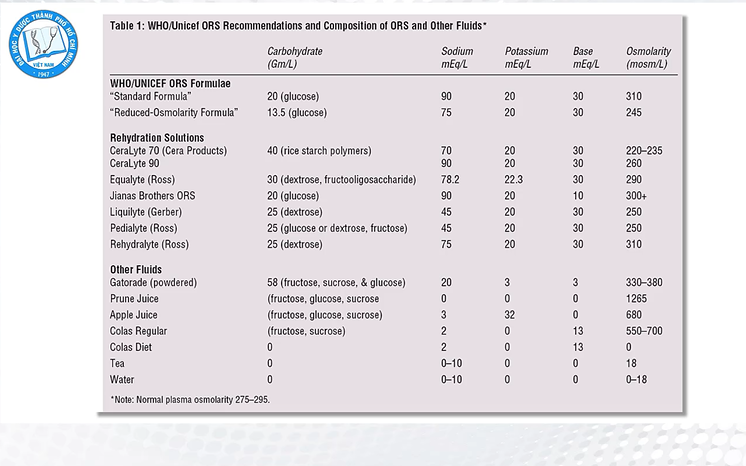 ĐẠI HỌC Y DƯỢC THÀNH PHỐ HỒ CHÍ MINH
VIỆT NAM
1947
Table 1: WHO/Unicef ORS Recommendations and Composition of ORS and Other Fluids*
Carbohydrate Sodium Potassium Base Osmolarity
(Gm/L) mEq/L mEq/L mEq/L (mosm/L)
WHO/UNICEF ORS Formulae
“Standard Formula” 20 (glucose) 90 20 30 310
“Reduced-Osmolarity Formula” 13.5 (glucose) 75 20 30 245
Rehydration Solutions
CeraLyte 70 (Cera Products) 40 (rice starch polymers) 70 20 30 220–235
CeraLyte 90 90 20 30 260
Equalyte (Ross) 30 (dextrose, fructooligosaccharide) 78.2 22.3 30 290
Jianas Brothers ORS 20 (glucose) 90 20 10 300+
Liquilyte (Gerber) 25 (dextrose) 45 20 30 250
Pedialyte (Ross) 25 (glucose or dextrose, fructose) 45 20 30 250
Rehydralyte (Ross) 25 (dextrose) 75 20 30 310
Other Fluids
Gatorade (powdered) 58 (fructose, sucrose, & glucose) 20 3 3 330–380
Prune Juice (fructose, glucose, sucrose 0 0 0 1265
Apple Juice (fructose, glucose, sucrose) 3 32 0 680
Colas Regular (fructose, sucrose) 2 0 13 550–700
Colas Diet 0 2 0 13 0
Tea 0 0–10 0 0 18
Water 0 0–10 0 0 0–18
*Note: Normal plasma osmolarity 275–295.